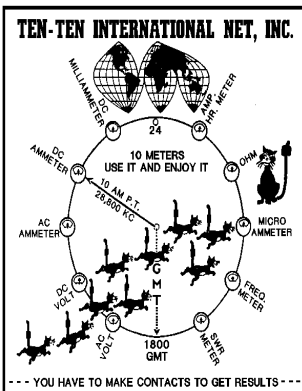 TEN-TEN INTERNATIONAL NET, INC.
DC
MILLIAMMETER
AMP.
HR. METER
0
24
DC
AMMETER
10 METERS
USE IT AND ENJOY IT
OHM
10 AM P.T.
28,800 KC
AC
AMMETER
MICRO
AMMETER
G
M
T
DC
VOLT
FREQ.
METER
AC
VOLT
SWR
METER
1800
GMT
- - - - YOU HAVE TO MAKE CONTACTS TO GET RESULTS - - - -